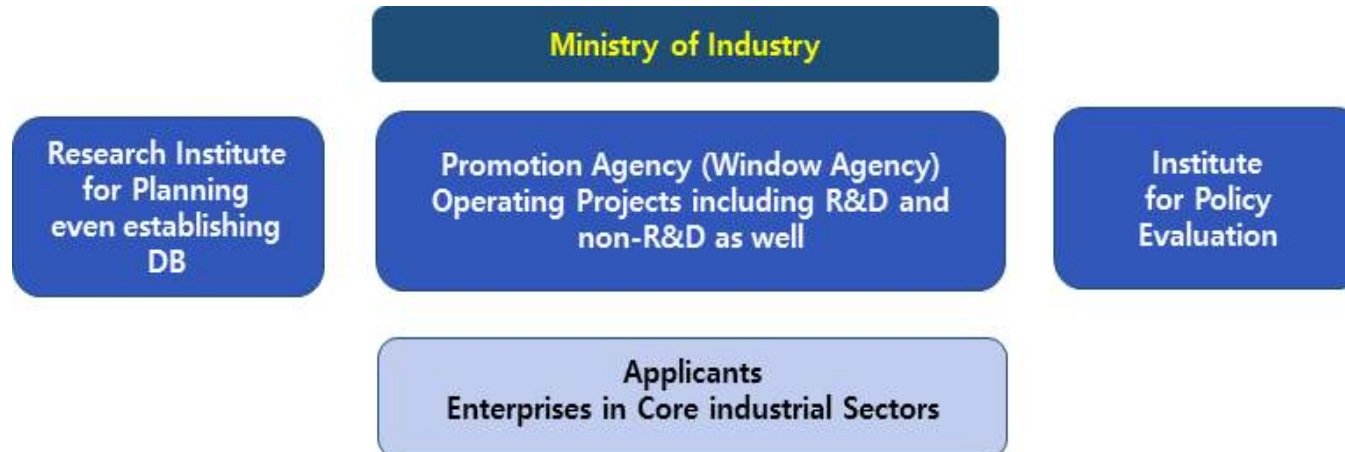 Ministry of Industry
Research Institute
for Planning
even establishing
DB
Promotion Agency (Window Agency)
Operating Projects including R&D and
non-R&D as well
Institute
for Policy
Evaluation
Applicants
Enterprises in Core industrial Sectors